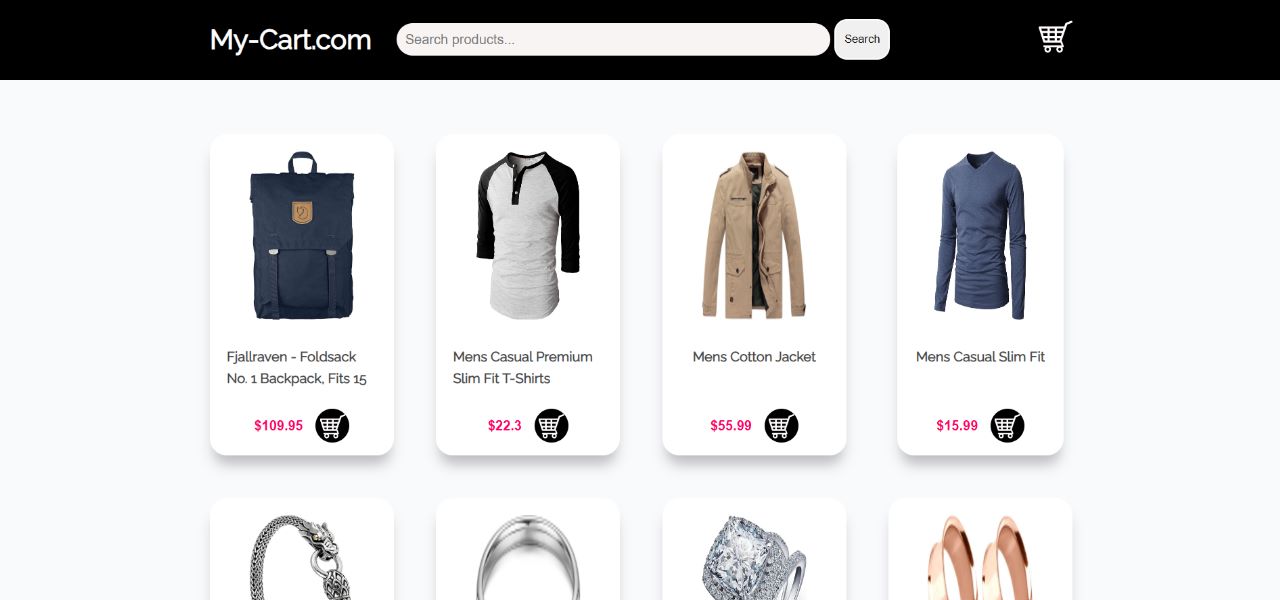 My-Cart.com
Search products...
Search
Fjallraven - Foldsack
No. 1 Backpack, Fits 15
$109.95
Mens Casual Premium
Slim Fit T-Shirts
$22.3
Mens Cotton Jacket
$55.99
Mens Casual Slim Fit
$15.99